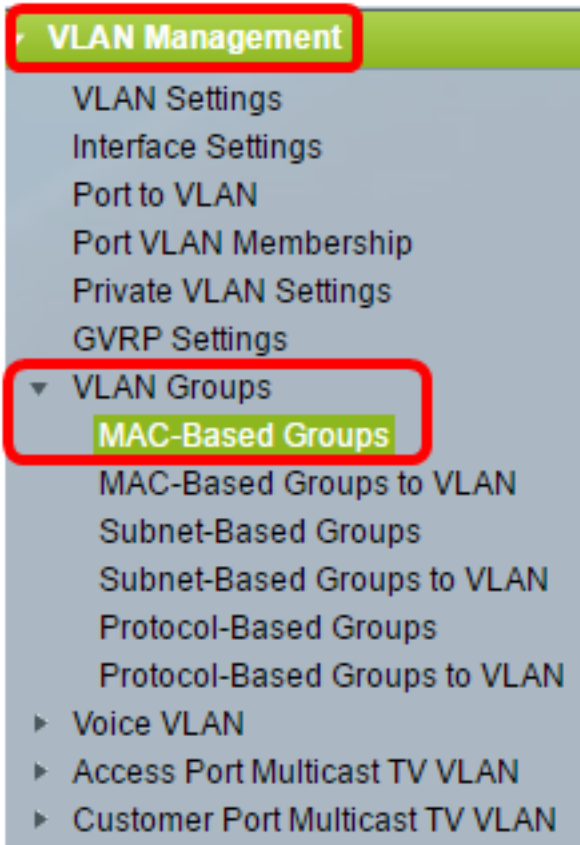 VLAN Management
VLAN Settings
Interface Settings
Port to VLAN
Port VLAN Membership
Private VLAN Settings
GVRP Settings
VLAN Groups
MAC-Based Groups
MAC-Based Groups to VLAN
Subnet-Based Groups
Subnet-Based Groups to VLAN
Protocol-Based Groups
Protocol-Based Groups to VLAN
Voice VLAN
Access Port Multicast TV VLAN
Customer Port Multicast TV VLAN